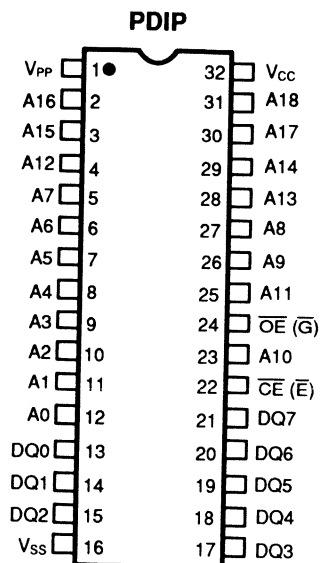 PDIP
VPP 1 32 VCC
A16 2 31 A18
A15 3 30 A17
A12 4 29 A14
A7 5 28 A13
A6 6 27 A8
A5 7 26 A9
A4 8 25 A11
A3 9 24 O̅E̅ (G̅)
A2 10 23 A10
A1 11 22 C̅E̅ (E̅)
A0 12 21 DQ7
DQ0 13 20 DQ6
DQ1 14 19 DQ5
DQ2 15 18 DQ4
VSS 16 17 DQ3